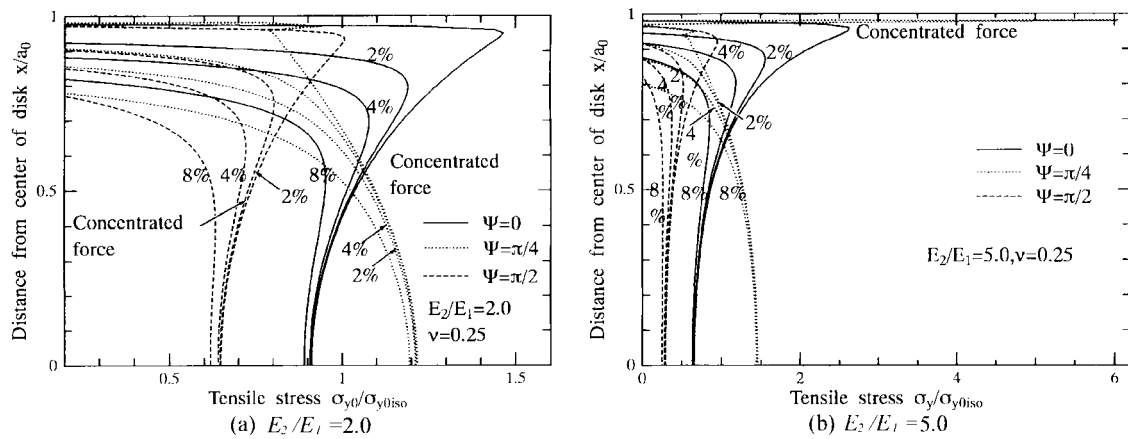 (a)
1
0.5
0
Distance from center of disk x/a0
Concentrated
force
2%
4%
8%
8%
4%
2%
Concentrated
force
4%
2%
Ψ=0
Ψ=π/4
Ψ=π/2
E2/E1=2.0
ν=0.25
0.5
1
1.5
Tensile stress σy0/σy0iso
(a) E2/E1=2.0
(b)
1
0.5
0
Distance from center of disk x/a0
Concentrated force
4%
2%
2
%
4
%
%
4
%
8%
8%
8
%
Ψ=0
Ψ=π/4
Ψ=π/2
E2/E1=5.0,ν=0.25
0
2
4
6
Tensile stress σy/σy0iso
(b) E2/E1=5.0